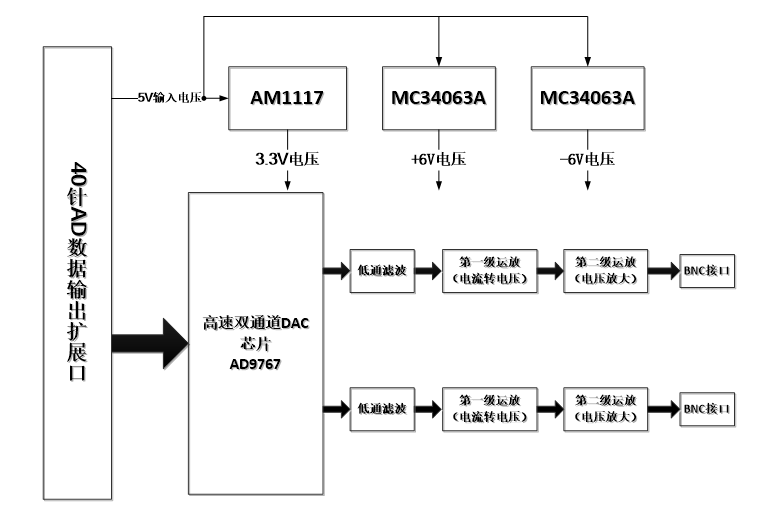 5V输入电压
AM1117
MC34063A
MC34063A
3.3V电压
+6V电压
-6V电压
40针AD数据输出扩展口
高速双通道DAC
芯片
AD9767
低通滤波
第一级运放
（电流转电压）
第二级运放
（电压放大）
BNC接口
低通滤波
第一级运放
（电流转电压）
第二级运放
（电压放大）
BNC接口